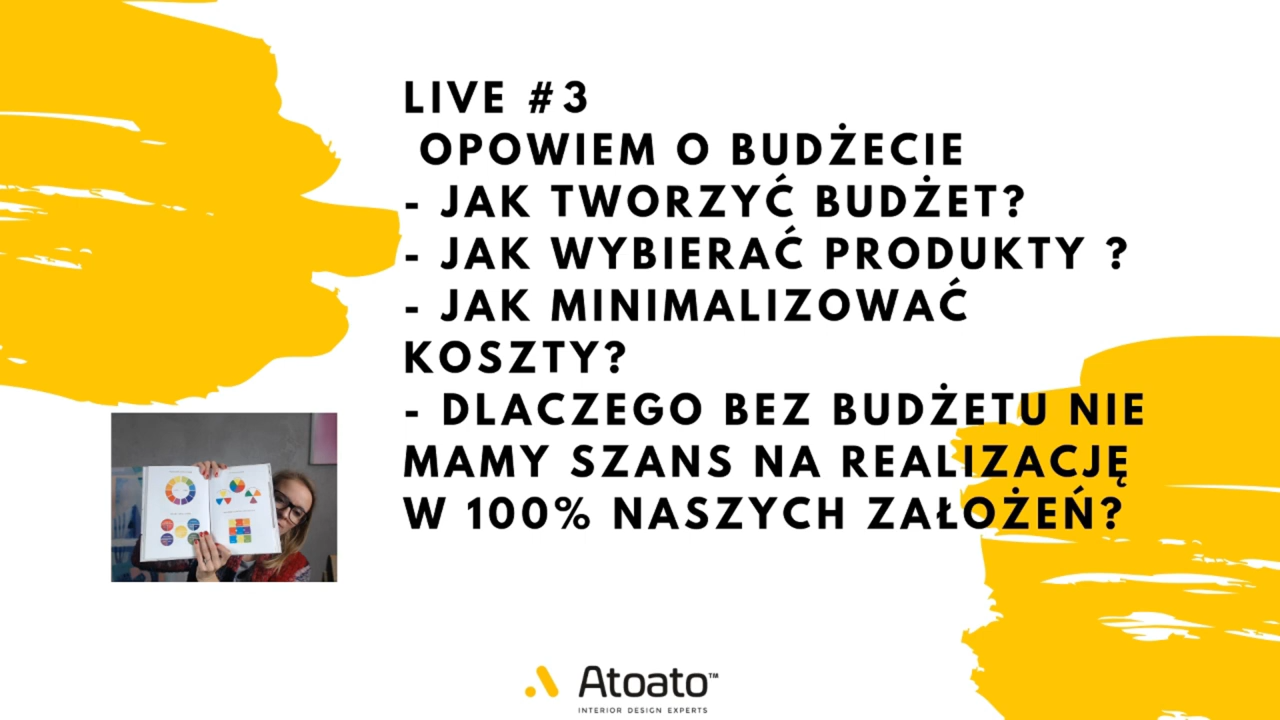 LIVE #3
OPOWIEM O BUDŻECIE
- JAK TWORZYĆ BUDŻET?
- JAK WYBIERAĆ PRODUKTY ?
- JAK MINIMALIZOWAĆ
KOSZTY?
- DLACZEGO BEZ BUDŻETU NIE
MAMY SZANS NA REALIZACJĘ
W 100% NASZYCH ZAŁOŻEŃ?
Atoato™
INTERIOR DESIGN EXPERTS